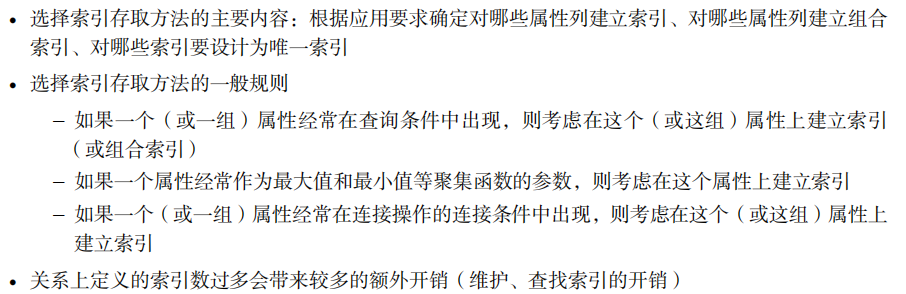 • 选择索引存取方法的主要内容：根据应用要求确定对哪些属性列建立索引、对哪些属性列建立组合
索引、对哪些索引要设计为唯一索引
• 选择索引存取方法的一般规则
– 如果一个（或一组）属性经常在查询条件中出现，则考虑在这个（或这组）属性上建立索引
（或组合索引）
– 如果一个属性经常作为最大值和最小值等聚集函数的参数，则考虑在这个属性上建立索引
– 如果一个（或一组）属性经常在连接操作的连接条件中出现，则考虑在这个（或这组）属性上
建立索引
• 关系上定义的索引数过多会带来较多的额外开销（维护、查找索引的开销）